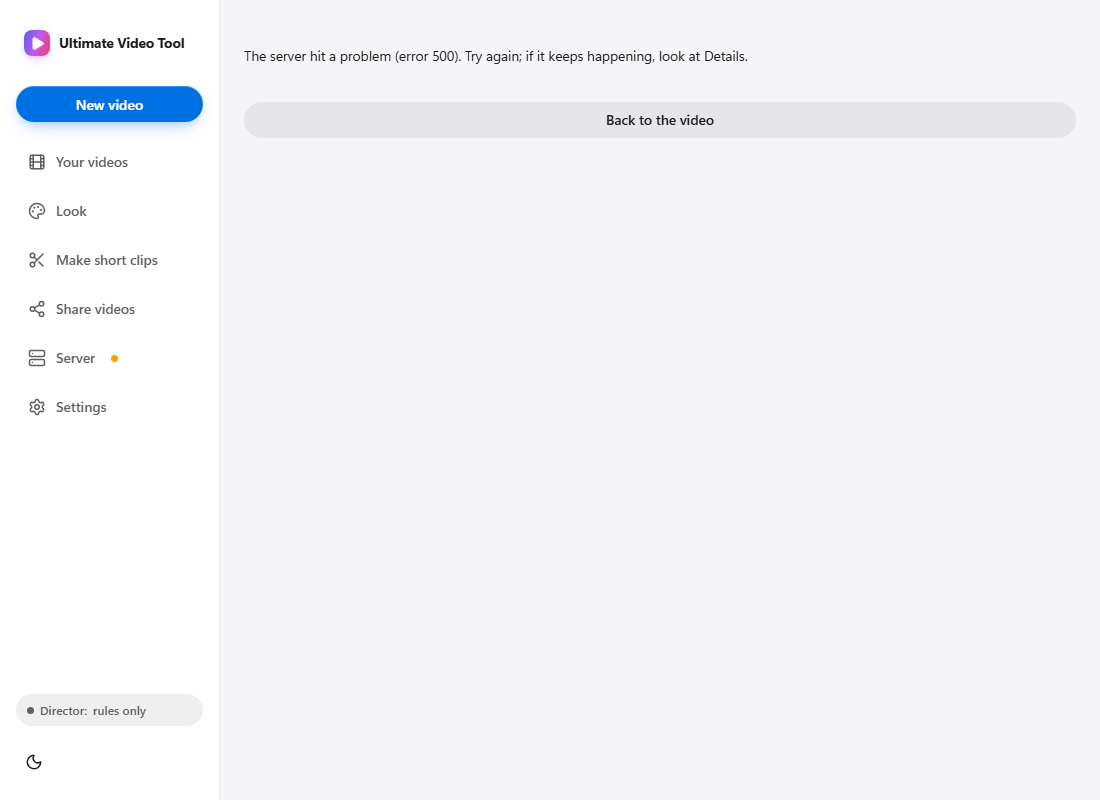 Ultimate Video Tool
New video
Your videos
Look
Make short clips
Share videos
Server
Settings
Director: rules only
The server hit a problem (error 500). Try again; if it keeps happening, look at Details.
Back to the video